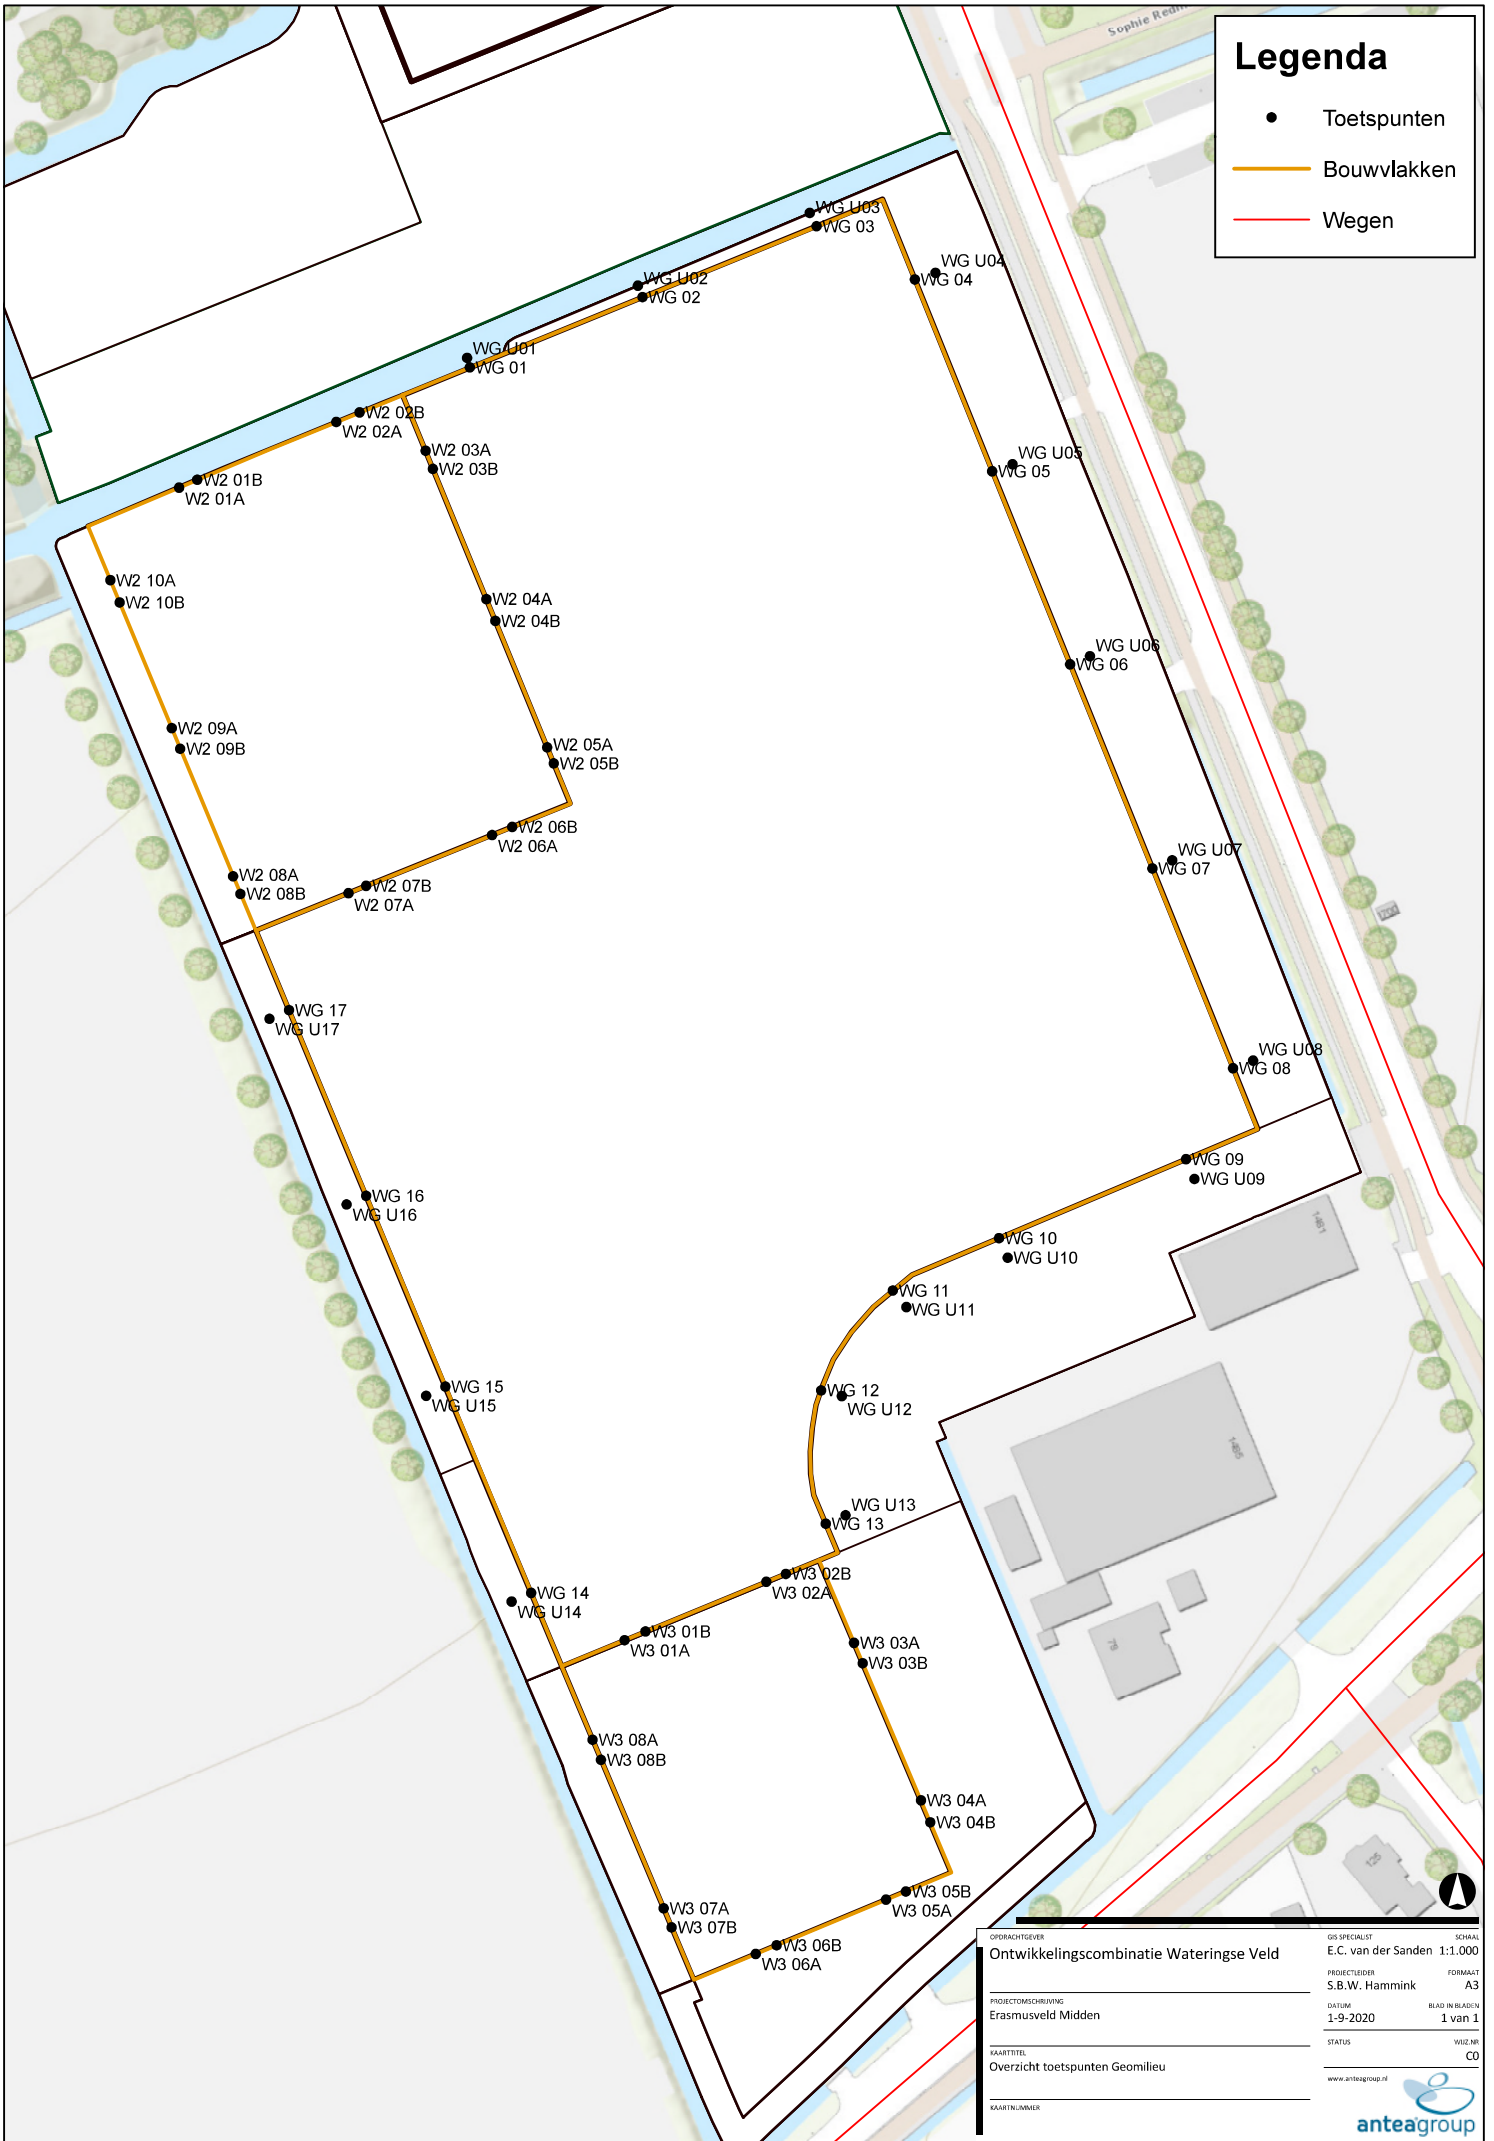 Sophie Redm
Legenda
Toetspunten
Bouwvlakken
Wegen
WG U03
WG 03
WG U04
WG 04
WG U02
WG 02
WG U01
WG 01
W2 02B
W2 02A
W2 03A
W2 03B
WG U05
WG 05
W2 01B
W2 01A
W2 10A
W2 10B
W2 04A
W2 04B
WG U06
WG 06
W2 09A
W2 09B
W2 05A
W2 05B
W2 06B
W2 06A
WG U07
WG 07
W2 08A
W2 08B
W2 07B
W2 07A
WG 17
WG U17
WG U08
WG 08
WG 09
WG U09
WG 16
WG U16
WG 10
WG U10
WG 11
WG U11
WG 15
WG U15
WG 12
WG U12
WG U13
WG 13
WG 14
WG U14
W3 02B
W3 02A
W3 01B
W3 01A
W3 03A
W3 03B
W3 08A
W3 08B
W3 04A
W3 04B
W3 07A
W3 07B
W3 05B
W3 05A
W3 06B
W3 06A
OPDRACHTGEVER
Ontwikkelingscombinatie Wateringse Veld
PROJECTOMSCHRIJVING
Erasmusveld Midden
KAARTTITEL
Overzicht toetspunten Geomilieu
KAARTNUMMER
GIS SPECIALIST SCHAAL
E.C. van der Sanden 1:1.000
PROJECTLEIDER FORMAAT
S.B.W. Hammink A3
DATUM BLAD IN BLADEN
1-9-2020 1 van 1
STATUS WIJZ.NR
C0
www.anteagroup.nl
anteagroup